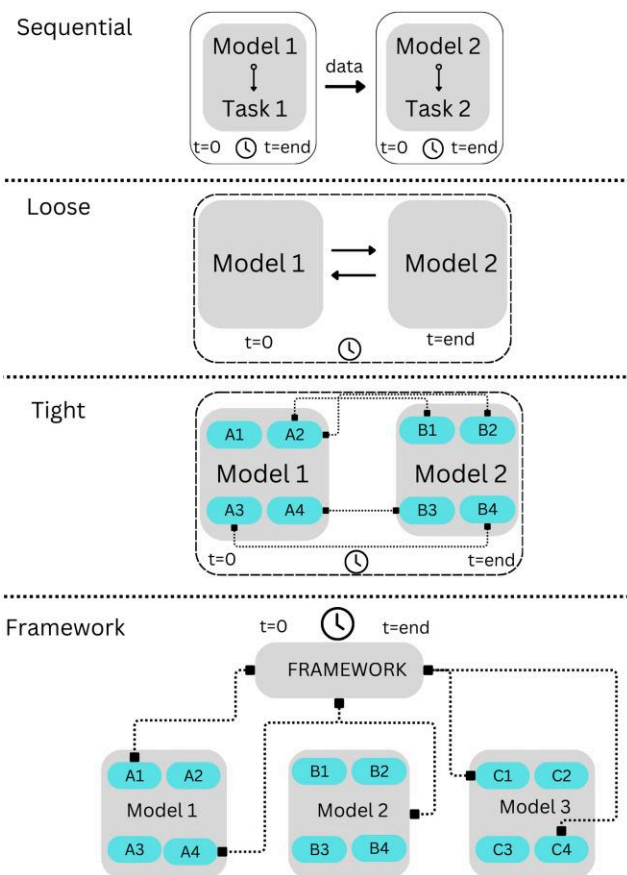 Sequential
Model 1
Task 1
t=0 t=end
data
Model 2
Task 2
t=0 t=end
Loose
Model 1
Model 2
t=0
t=end
Tight
A1 A2
Model 1
A3 A4
B1 B2
Model 2
B3 B4
t=0
t=end
Framework
t=0
t=end
FRAMEWORK
A1 A2
Model 1
A3 A4
B1 B2
Model 2
B3 B4
C1 C2
Model 3
C3 C4